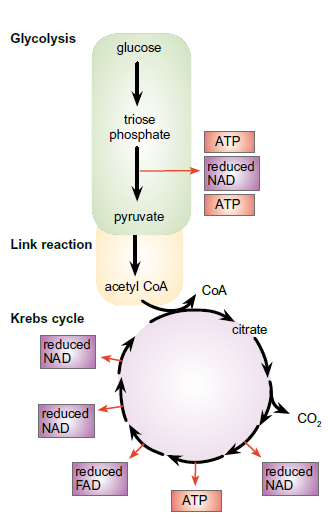 Glycolysis
glucose
triose
phosphate
ATP
reduced
NAD
ATP
pyruvate
Link reaction
acetyl CoA
CoA
Krebs cycle
citrate
reduced
NAD
reduced
NAD
CO₂
reduced
FAD
ATP
reduced
NAD